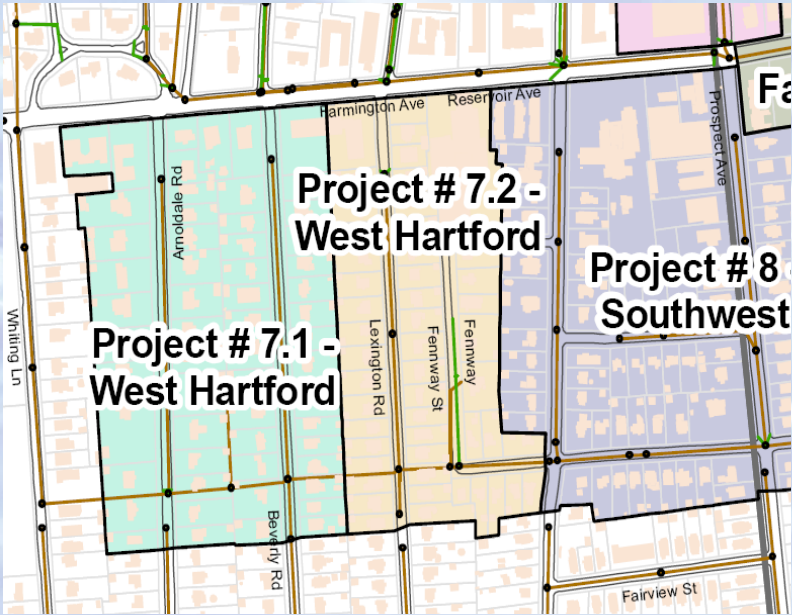 Farmington Ave
Reservoir Ave
Fa
Prospect Ave
Arnoldale Rd
Project # 7.2 -
West Hartford
Project # 8
Southwest
Whiting Ln
Project # 7.1 -
West Hartford
Lexington Rd
Fennway St
Fennway
Beverly Rd
Fairview St